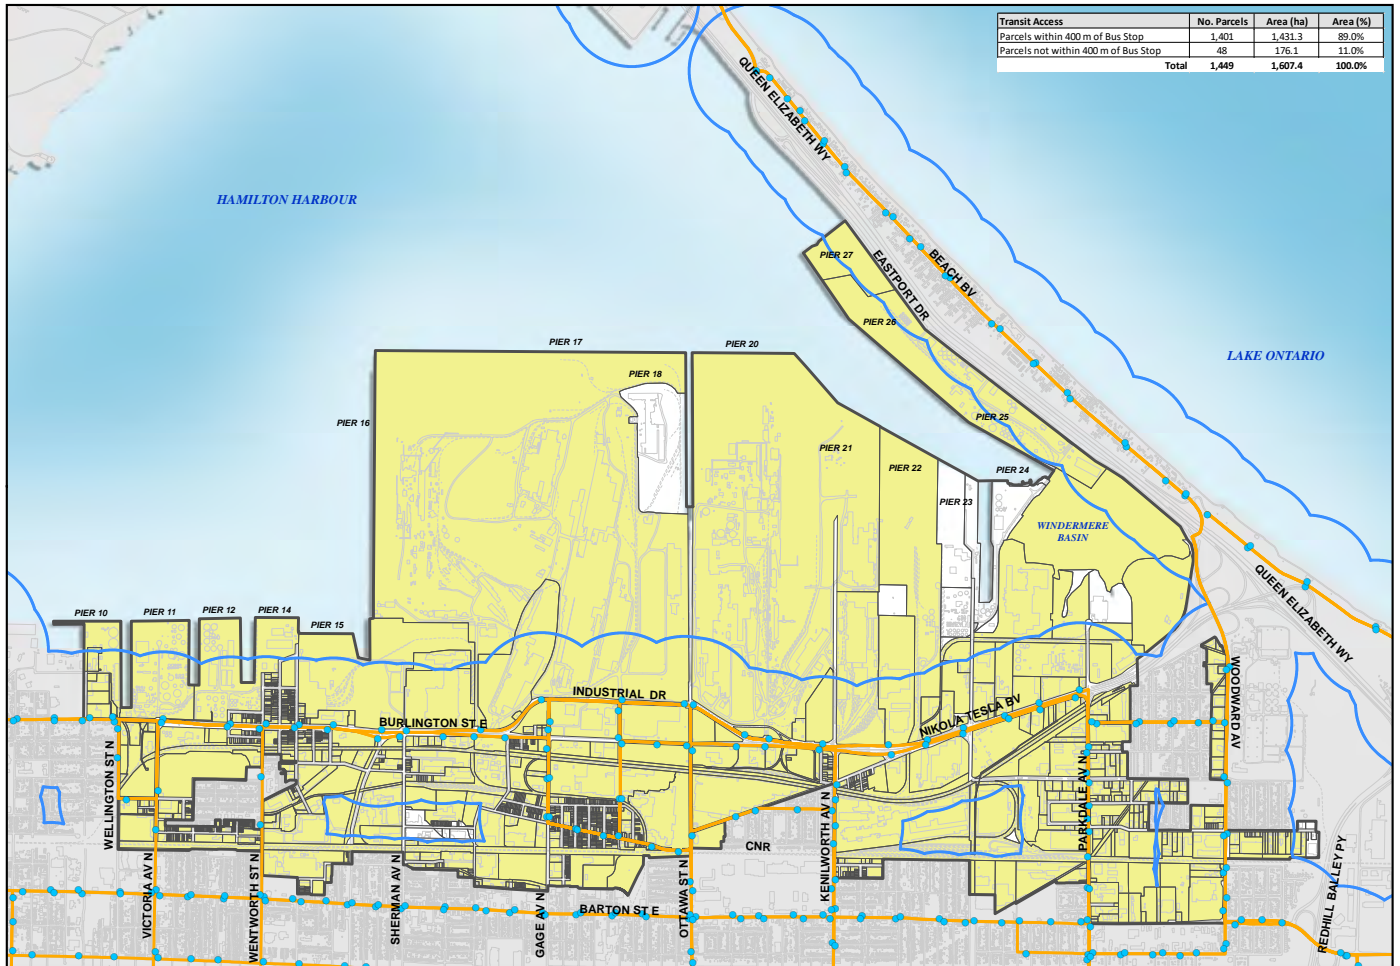 Transit Access No. Parcels Area (ha) Area (%)
Parcels within 400 m of Bus Stop 1,401 1,431.3 89.0%
Parcels not within 400 m of Bus Stop 48 176.1 11.0%
Total 1,449 1,607.4 100.0%
QUEEN ELIZABETH WY
HAMILTON HARBOUR
PIER 27
EASTPORT DR
BEACH BV
PIER 26
PIER 17
PIER 20
LAKE ONTARIO
PIER 18
PIER 16
PIER 25
PIER 21
PIER 22
PIER 24
PIER 23
WINDERMERE
BASIN
QUEEN ELIZABETH WY
PIER 10
PIER 11
PIER 12
PIER 14
PIER 15
INDUSTRIAL DR
BURLINGTON ST E
NIKOLA TESLA BV
WOODWARD AV
WELLINGTON ST N
PARKDALE AV N
CNR
KENILWORTH AV N
VICTORIA AV N
WENTWORTH ST N
SHERMAN AV N
GAGE AV N
OTTAWA ST N
BARTON ST E
REDHILL BALLEY PY